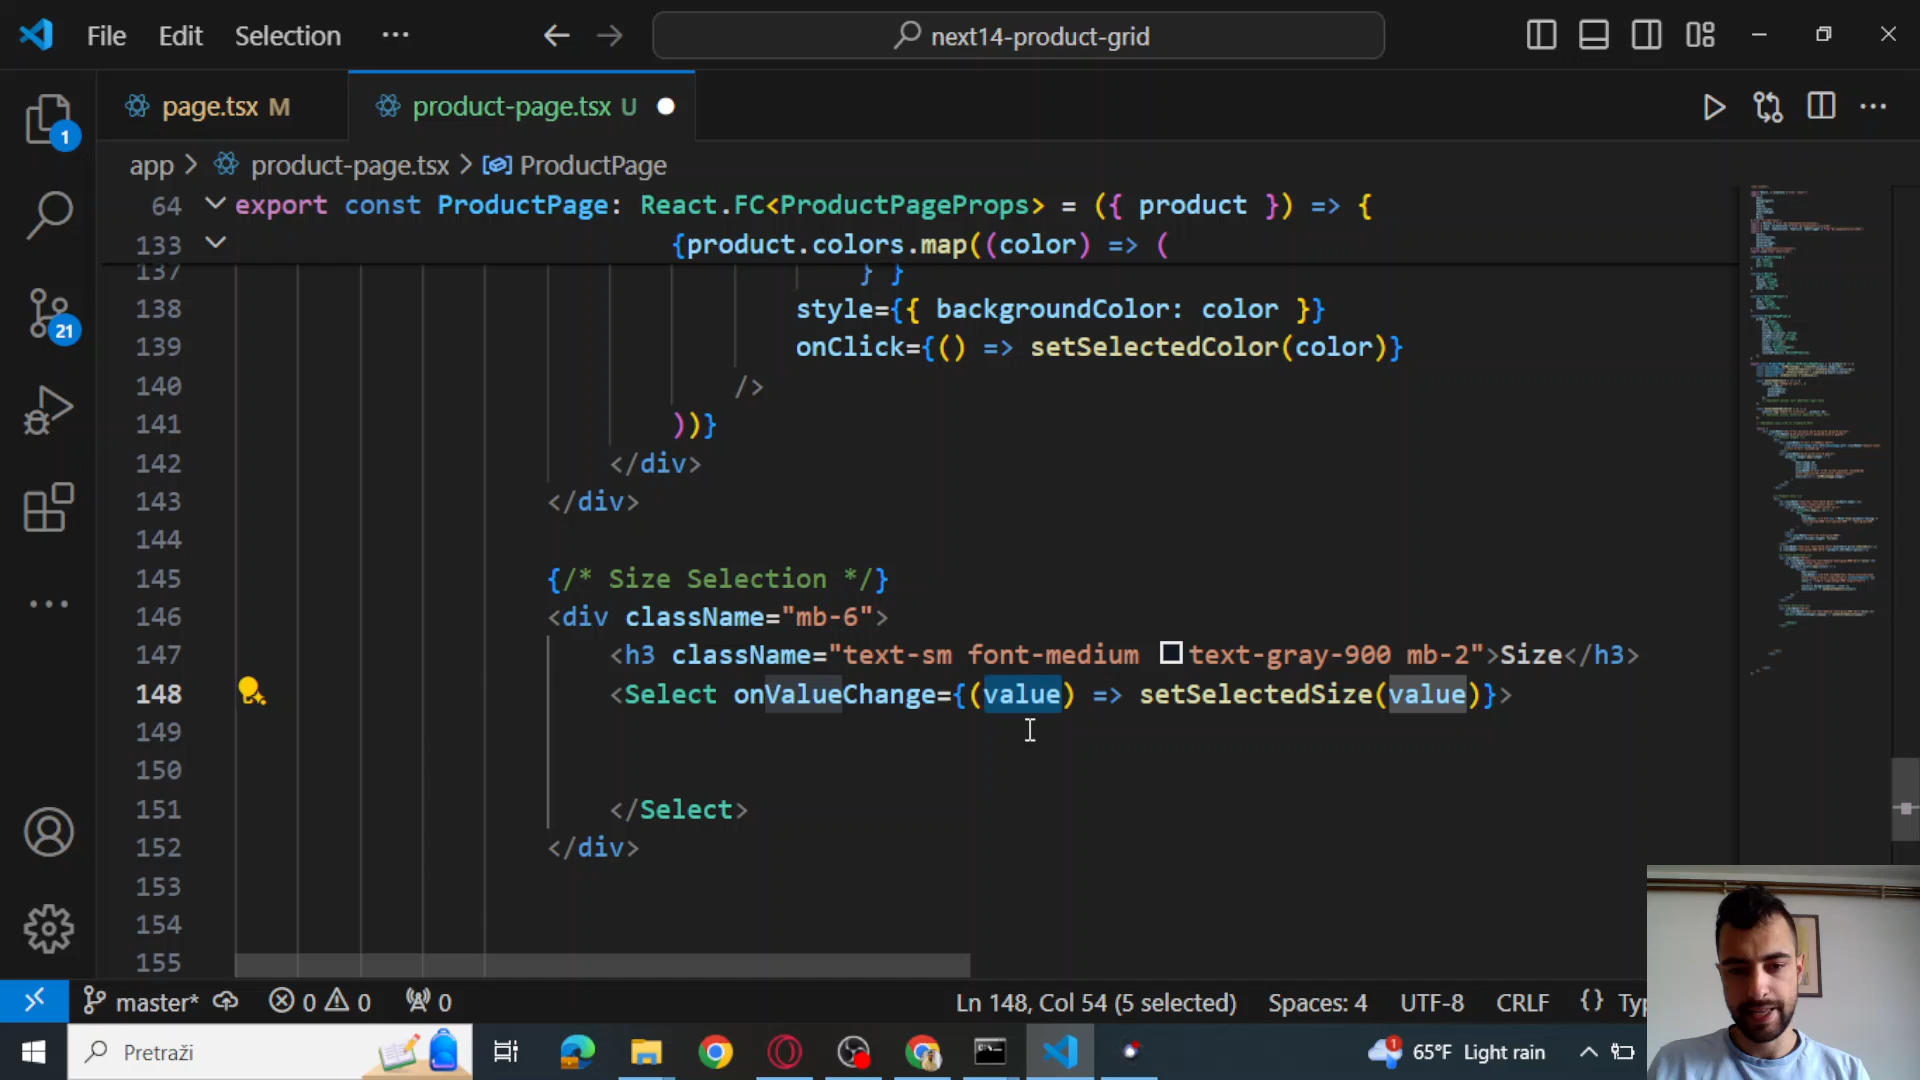 File Edit Selection ··· next14-product-grid
page.tsx M product-page.tsx U
app > product-page.tsx > ProductPage
64 export const ProductPage: React.FC<ProductPageProps> = ({ product }) => {
133 {product.colors.map((color) => (
137 } }
138 style={{ backgroundColor: color }}
139 onClick={() => setSelectedColor(color)}
140 />
141 ))}
142 </div>
143 </div>
144
145 {/* Size Selection */}
146 <div className="mb-6">
147 <h3 className="text-sm font-medium text-gray-900 mb-2">Size</h3>
148 <Select onValueChange={(value) => setSelectedSize(value)}>
149
150
151 </Select>
152 </div>
153
154
155
1
21
master* 0 0 0 Ln 148, Col 54 (5 selected) Spaces: 4 UTF-8 CRLF {}
Pretraži 1 65°F Light rain